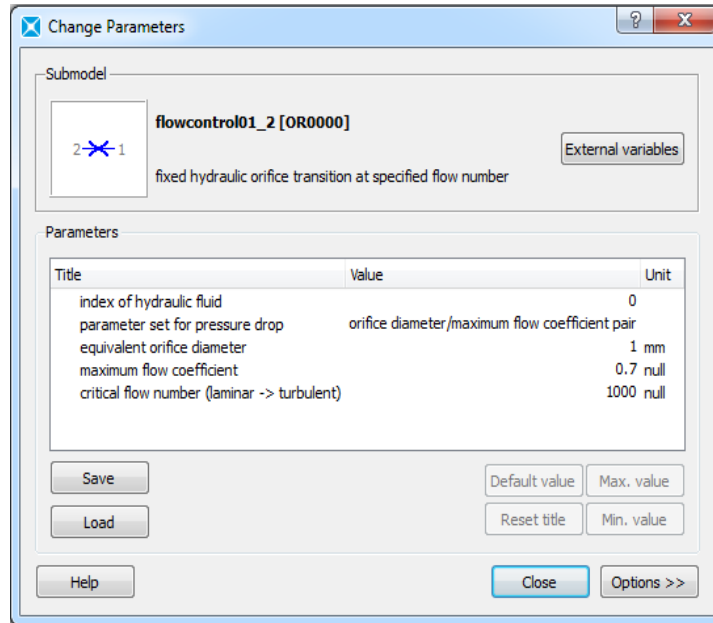 Change Parameters
?
X
Submodel
2 1
flowcontrol01_2 [OR0000]
fixed hydraulic orifice transition at specified flow number
External variables
Parameters
Title Value Unit
index of hydraulic fluid 0
parameter set for pressure drop orifice diameter/maximum flow coefficient pair
equivalent orifice diameter 1 mm
maximum flow coefficient 0.7 null
critical flow number (laminar -> turbulent) 1000 null
Save Default value Max. value
Load Reset title Min. value
Help Close Options >>